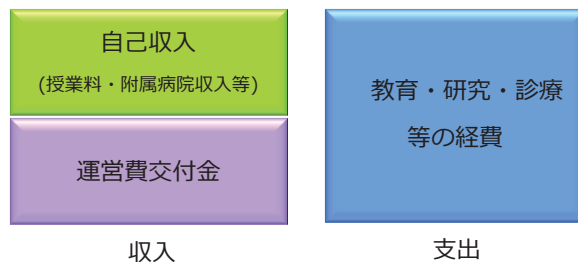 自己収入
(授業料・附属病院収入等)
運営費交付金
収入
教育・研究・診療
等の経費
支出